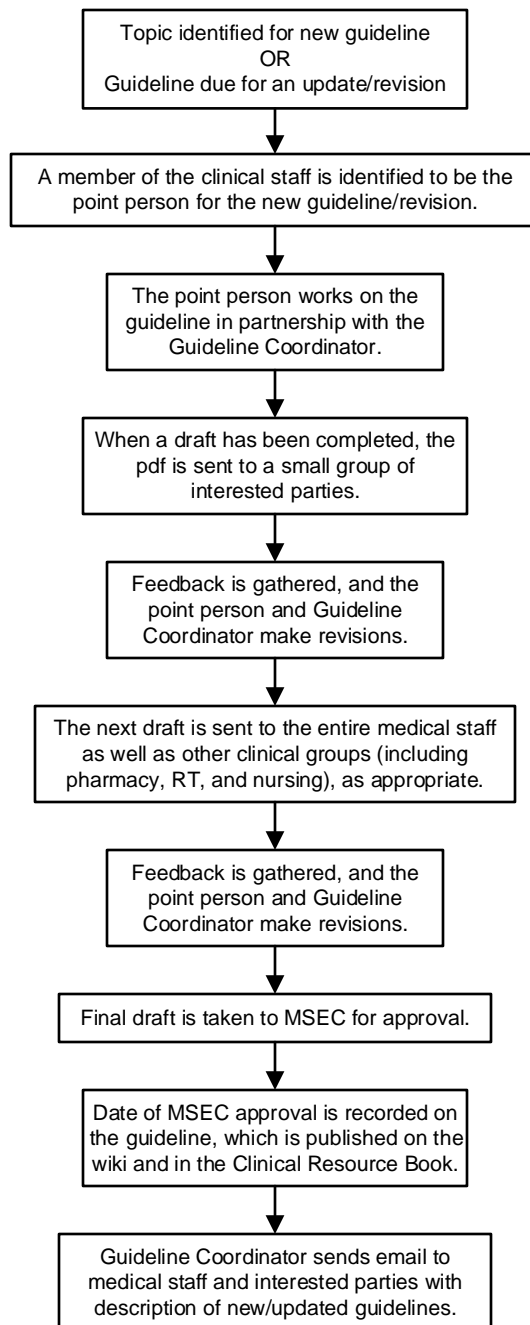 Topic identified for new guideline
OR
Guideline due for an update/revision
A member of the clinical staff is identified to be the
point person for the new guideline/revision.
The point person works on the
guideline in partnership with the
Guideline Coordinator.
When a draft has been completed, the
pdf is sent to a small group of
interested parties.
Feedback is gathered, and the
point person and Guideline
Coordinator make revisions.
The next draft is sent to the entire medical staff
as well as other clinical groups (including
pharmacy, RT, and nursing), as appropriate.
Feedback is gathered, and the
point person and Guideline
Coordinator make revisions.
Final draft is taken to MSEC for approval.
Date of MSEC approval is recorded on
the guideline, which is published on the
wiki and in the Clinical Resource Book.
Guideline Coordinator sends email to
medical staff and interested parties with
description of new/updated guidelines.